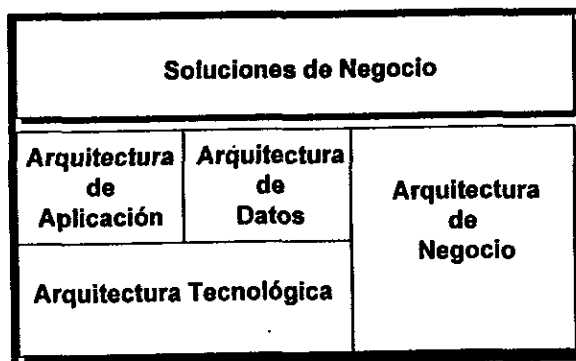 Soluciones de Negocio
Arquitectura
de
Aplicación
Arquitectura
de
Datos
Arquitectura
de
Negocio
Arquitectura Tecnológica